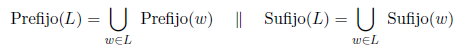 Prefijo(L) = ⋃_{w∈L} Prefijo(w) ∥ Sufijo(L) = ⋃_{w∈L} Sufijo(w)